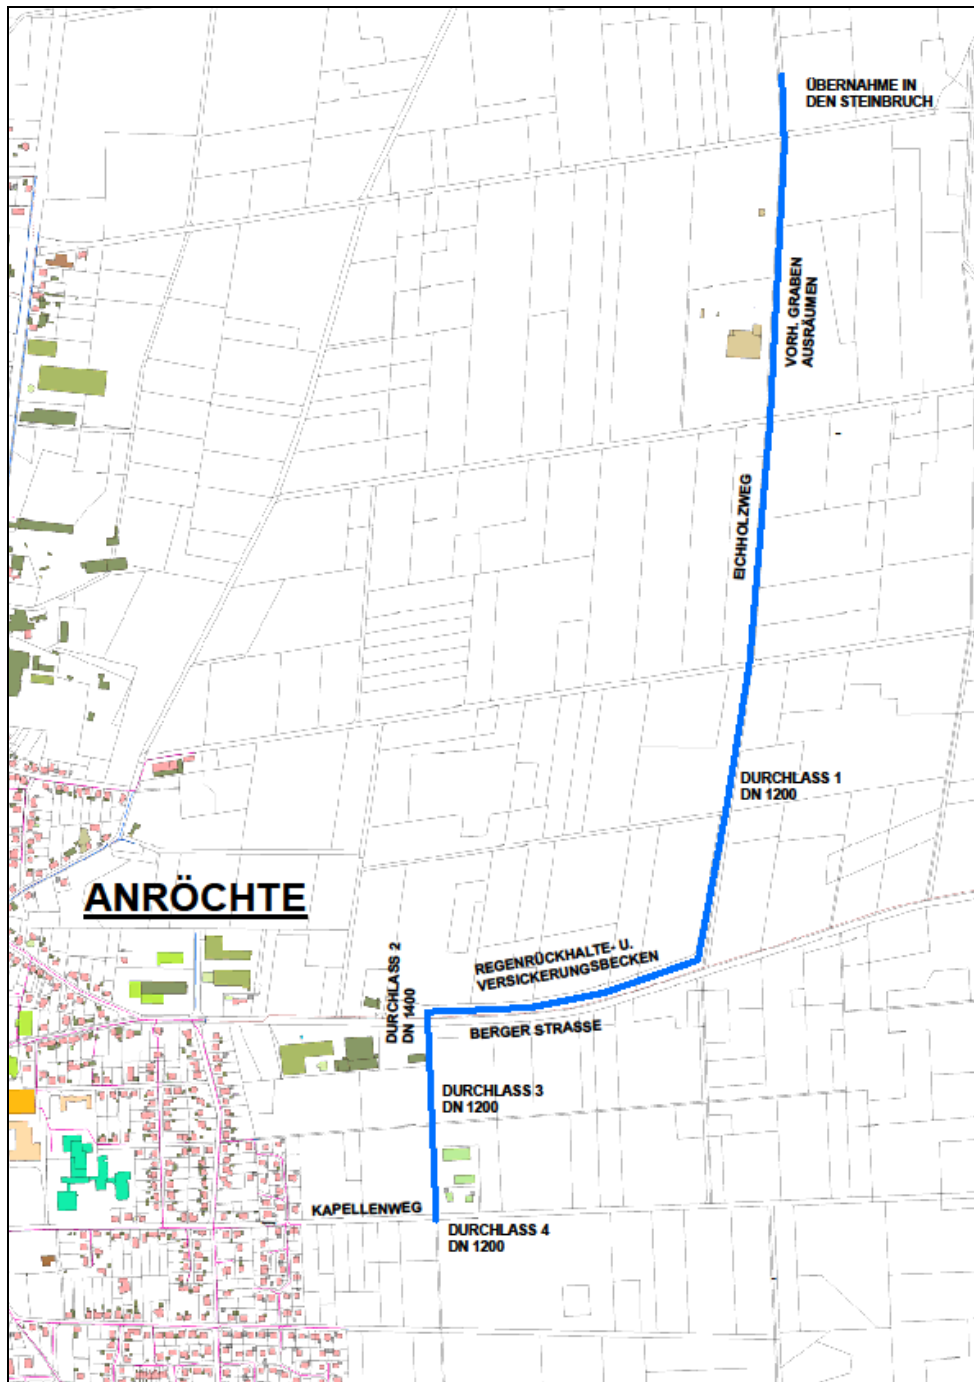 ÜBERNAHME IN
DEN STEINBRUCH
VORH. GRABEN
AUSRÄUMEN
EICHHOLZWEG
DURCHLASS 1
DN 1200
ANRÖCHTE
REGENRÜCKHALTE- U.
VERSICKERUNGSBECKEN
DURCHLASS 2
DN 1400
BERGER STRASSE
DURCHLASS 3
DN 1200
KAPELLENWEG
DURCHLASS 4
DN 1200